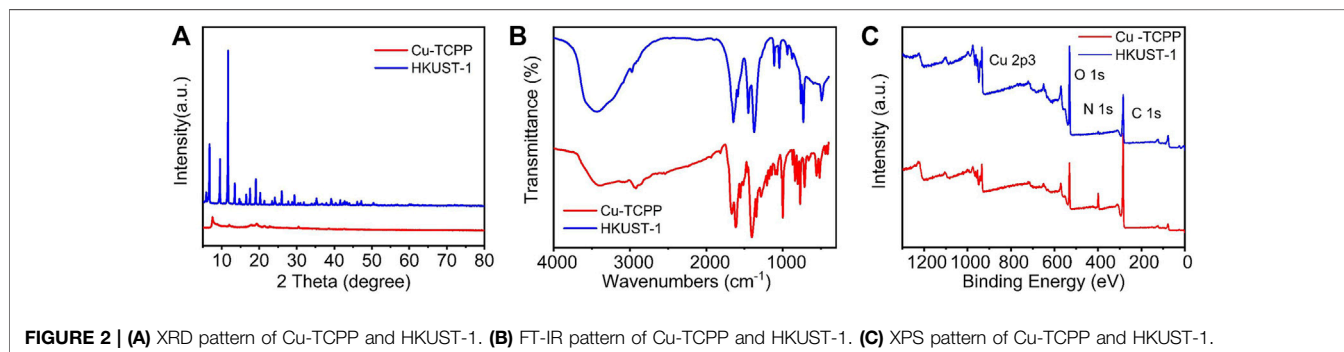 A
Cu-TCPP
HKUST-1
Intensity(a.u.)
10 20 30 40 50 60 70 80
2 Theta (degree)
B
Transmittance (%)
Cu-TCPP
HKUST-1
4000 3000 2000 1000
Wavenumbers (cm-1)
C
Cu -TCPP
HKUST-1
Cu 2p3
O 1s
N 1s
C 1s
Intensity (a.u.)
1200 1000 800 600 400 200 0
Binding Energy (eV)
FIGURE 2 | (A) XRD pattern of Cu-TCPP and HKUST-1. (B) FT-IR pattern of Cu-TCPP and HKUST-1. (C) XPS pattern of Cu-TCPP and HKUST-1.